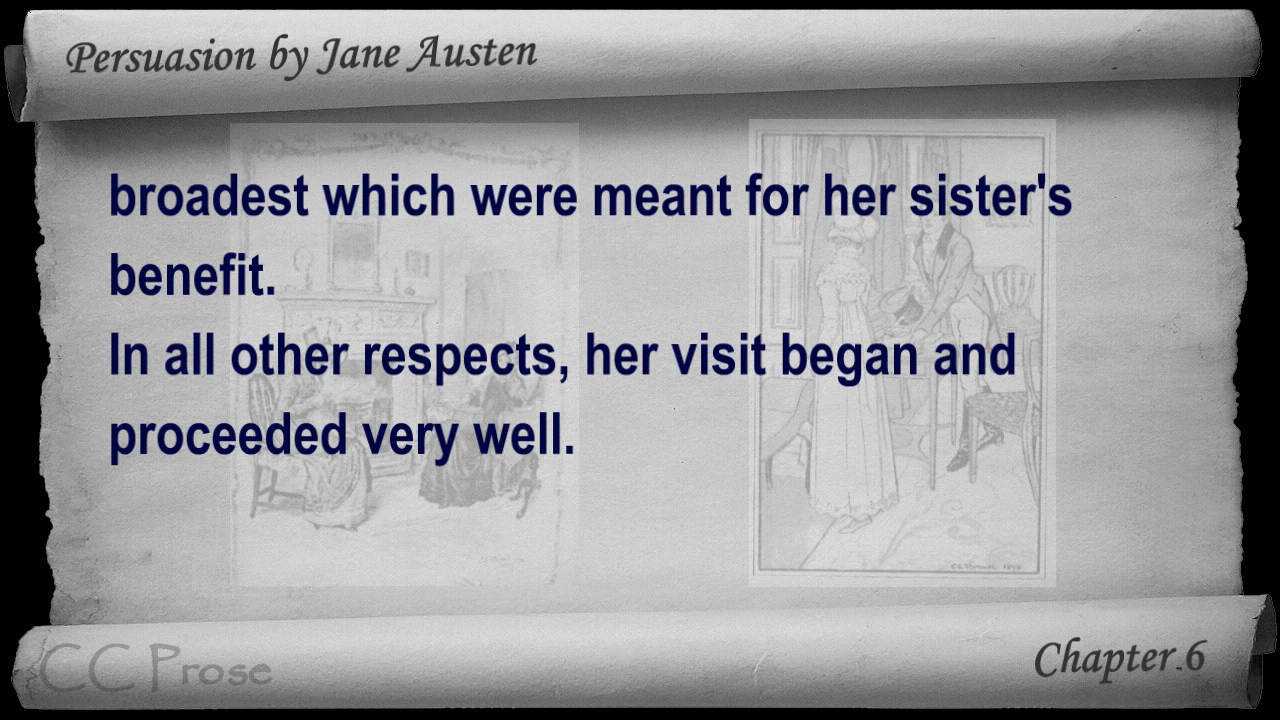 Persuasion by Jane Austen
broadest which were meant for her sister's
benefit.
In all other respects, her visit began and
proceeded very well.
CC Prose
Chapter 6